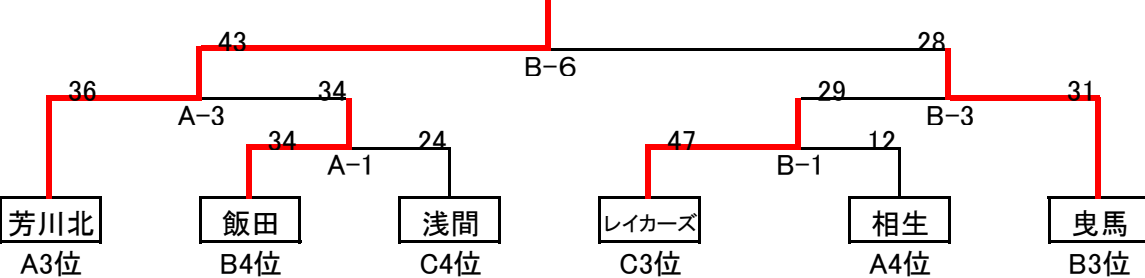 43 28
B-6
36 34 29 31
A-3 B-3
34 24 47 12
A-1 B-1
芳川北 飯田 浅間 レイカーズ 相生 曳馬
A3位 B4位 C4位 C3位 A4位 B3位